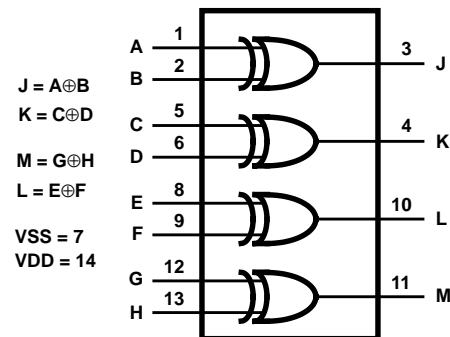 J = A⊕B
K = C⊕D
M = G⊕H
L = E⊕F
VSS = 7
VDD = 14
A 1
B 2
3 J
C 5
D 6
4 K
E 8
F 9
10 L
G 12
H 13
11 M